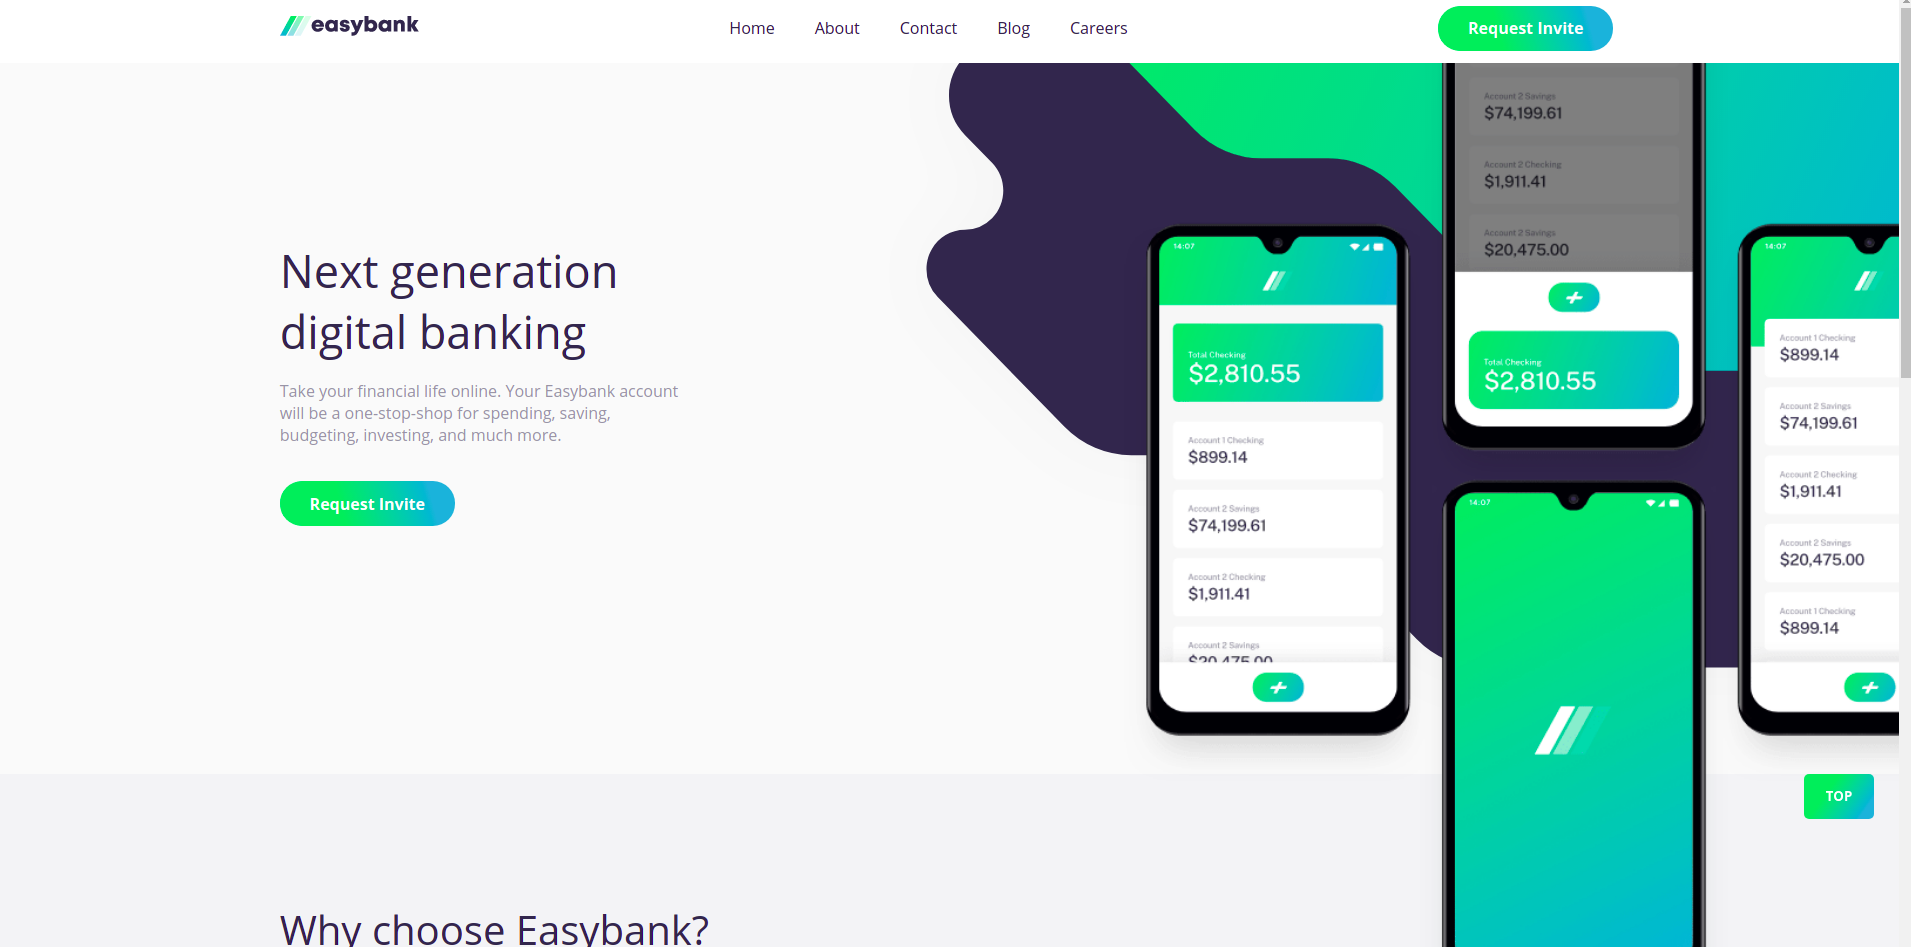 easybank
Home
About
Contact
Blog
Careers
Request Invite
Next generation
digital banking
Take your financial life online. Your Easybank account
will be a one-stop-shop for spending, saving,
budgeting, investing, and much more.
Request Invite
14:07
Total Checking
$2,810.55
Account 1 Checking
$899.14
Account 2 Savings
$74,199.61
Account 2 Checking
$1,911.41
Account 2 Savings
$20,475.00
Account 2 Savings
$74,199.61
Account 2 Checking
$1,911.41
Account 2 Savings
$20,475.00
Total Checking
$2,810.55
14:07
14:07
Account 1 Checking
$899.14
Account 2 Savings
$74,199.61
Account 2 Checking
$1,911.41
Account 2 Savings
$20,475.00
Account 1 Checking
$899.14
TOP
Why choose Easybank?